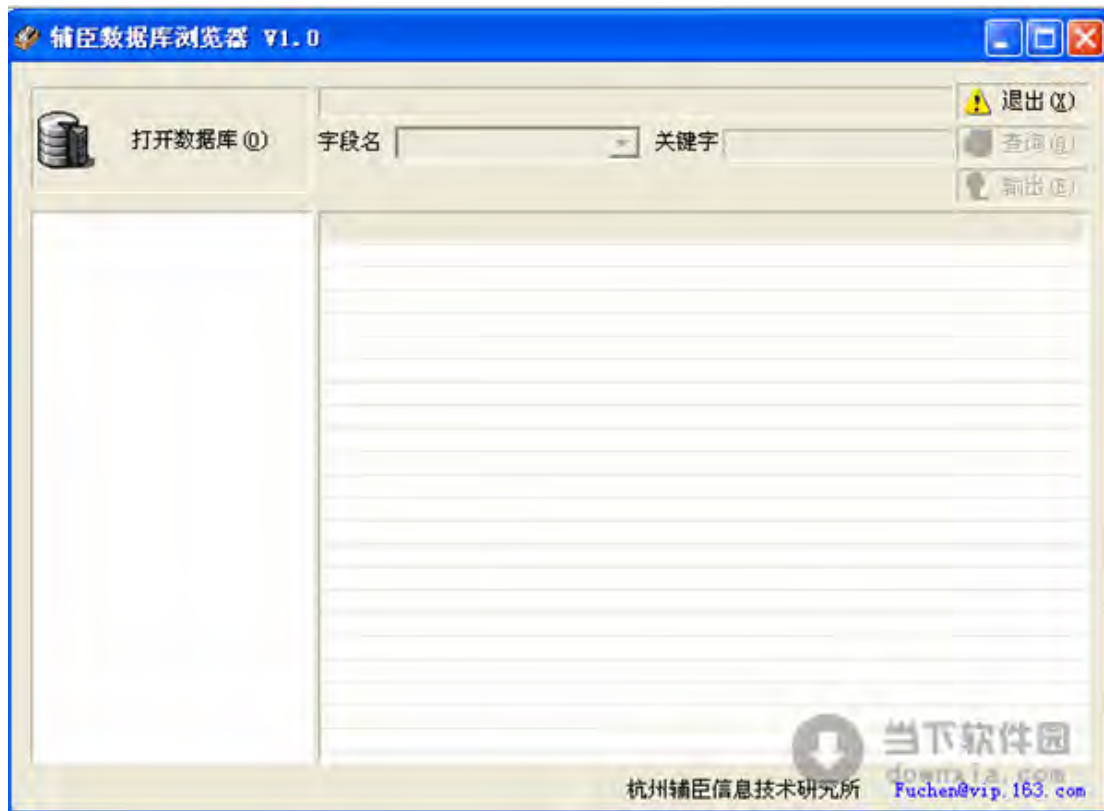 辅臣数据库浏览器 V1.0
退出(X)
打开数据库(O)
字段名
关键字
查询(Q)
输出(E)
当下软件园
downxia.com
杭州辅臣信息技术研究所
Fuchen@vip.163.com